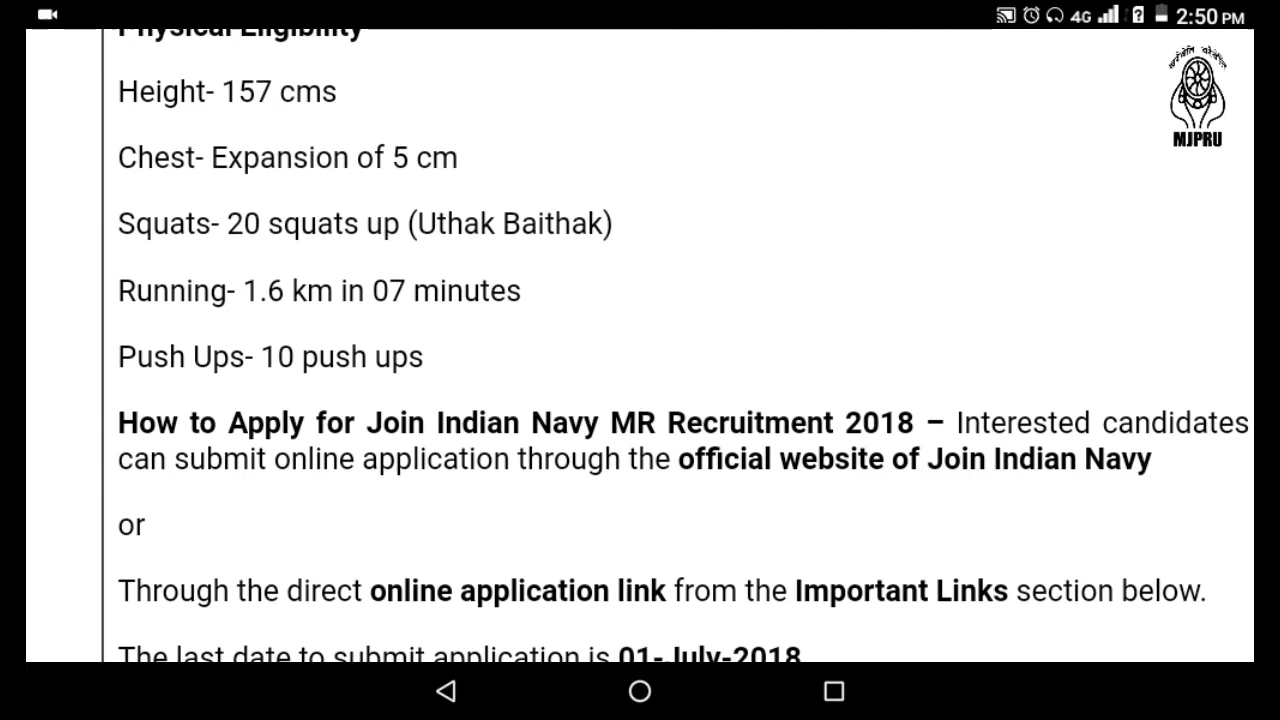 4G 2:50 PM
Physical Eligibility
Height- 157 cms
MJPRU
Chest- Expansion of 5 cm
Squats- 20 squats up (Uthak Baithak)
Running- 1.6 km in 07 minutes
Push Ups- 10 push ups
How to Apply for Join Indian Navy MR Recruitment 2018 – Interested candidates
can submit online application through the official website of Join Indian Navy
or
Through the direct online application link from the Important Links section below.
The last date to submit application is 01-July-2018